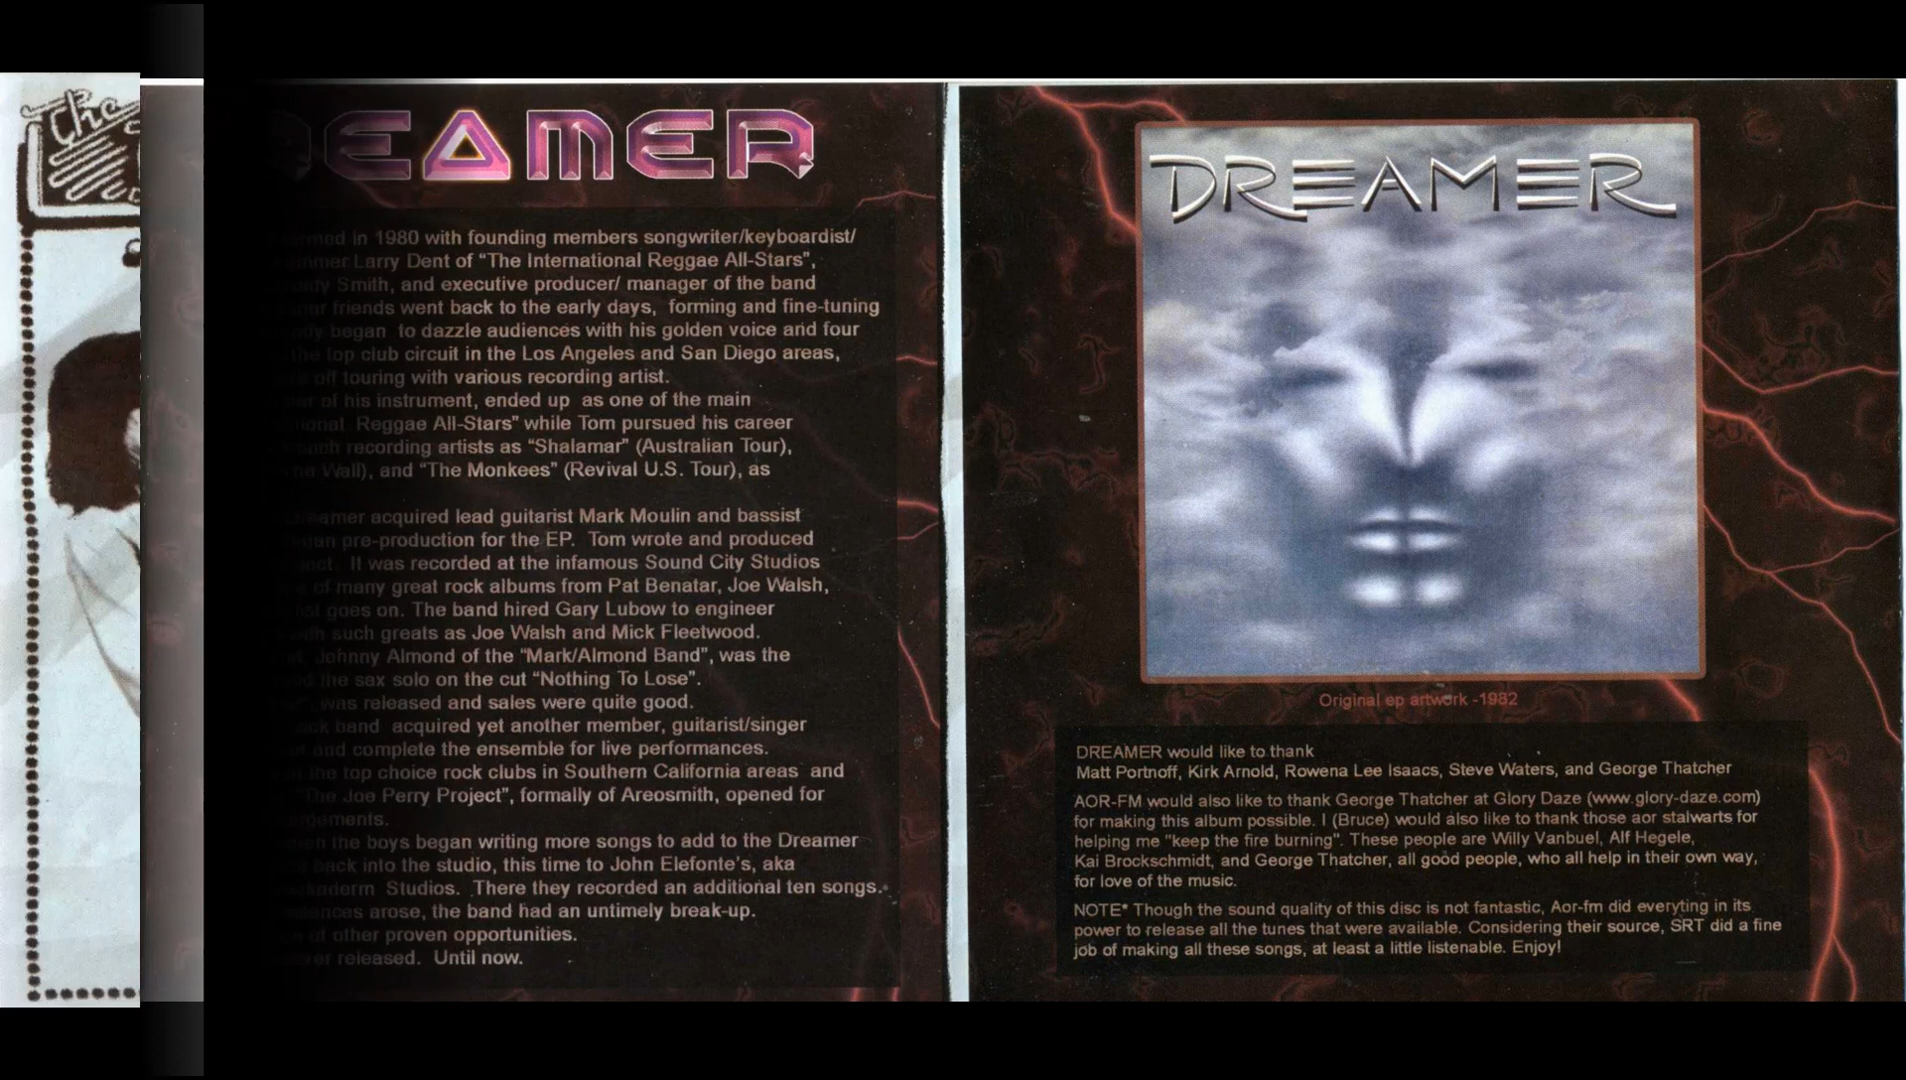 The
DREAMER
in 1980 with founding members songwriter/keyboardist/
Larry Dent of “The International Reggae All-Stars”,
Smith, and executive producer/ manager of the band
friends went back to the early days, forming and fine-tuning
began to dazzle audiences with his golden voice and four
the top club circuit in the Los Angeles and San Diego areas,
off touring with various recording artist.
of his instrument, ended up as one of the main
Reggae All-Stars” while Tom pursued his career
recording artists as “Shalamar” (Australian Tour),
Wall), and “The Monkees” (Revival U.S. Tour), as
acquired lead guitarist Mark Moulin and bassist
pre-production for the EP. Tom wrote and produced
It was recorded at the infamous Sound City Studios
of many great rock albums from Pat Benatar, Joe Walsh,
goes on. The band hired Gary Lubow to engineer
such greats as Joe Walsh and Mick Fleetwood.
Johnny Almond of the “Mark/Almond Band”, was the
the sax solo on the cut “Nothing To Lose”.
was released and sales were quite good.
band acquired yet another member, guitarist/singer
and complete the ensemble for live performances.
the top choice rock clubs in Southern California areas and
“The Joe Perry Project”, formally of Areosmith, opened for
the boys began writing more songs to add to the Dreamer
back into the studio, this time to John Elefonte’s, aka
Studios. There they recorded an additional ten songs.
arose, the band had an untimely break-up.
of other proven opportunities.
released. Until now.
DREAMER
Original ep artwork -1982
DREAMER would like to thank
Matt Portnoff, Kirk Arnold, Rowena Lee Isaacs, Steve Waters, and George Thatcher
AOR-FM would also like to thank George Thatcher at Glory Daze (www.glory-daze.com)
for making this album possible. I (Bruce) would also like to thank those aor stalwarts for
helping me "keep the fire burning". These people are Willy Vanbuel, Alf Hegele,
Kai Brockschmidt, and George Thatcher, all good people, who all help in their own way,
for love of the music.
NOTE* Though the sound quality of this disc is not fantastic, Aor-fm did everyting in its
power to release all the tunes that were available. Considering their source, SRT did a fine
job of making all these songs, at least a little listenable. Enjoy!